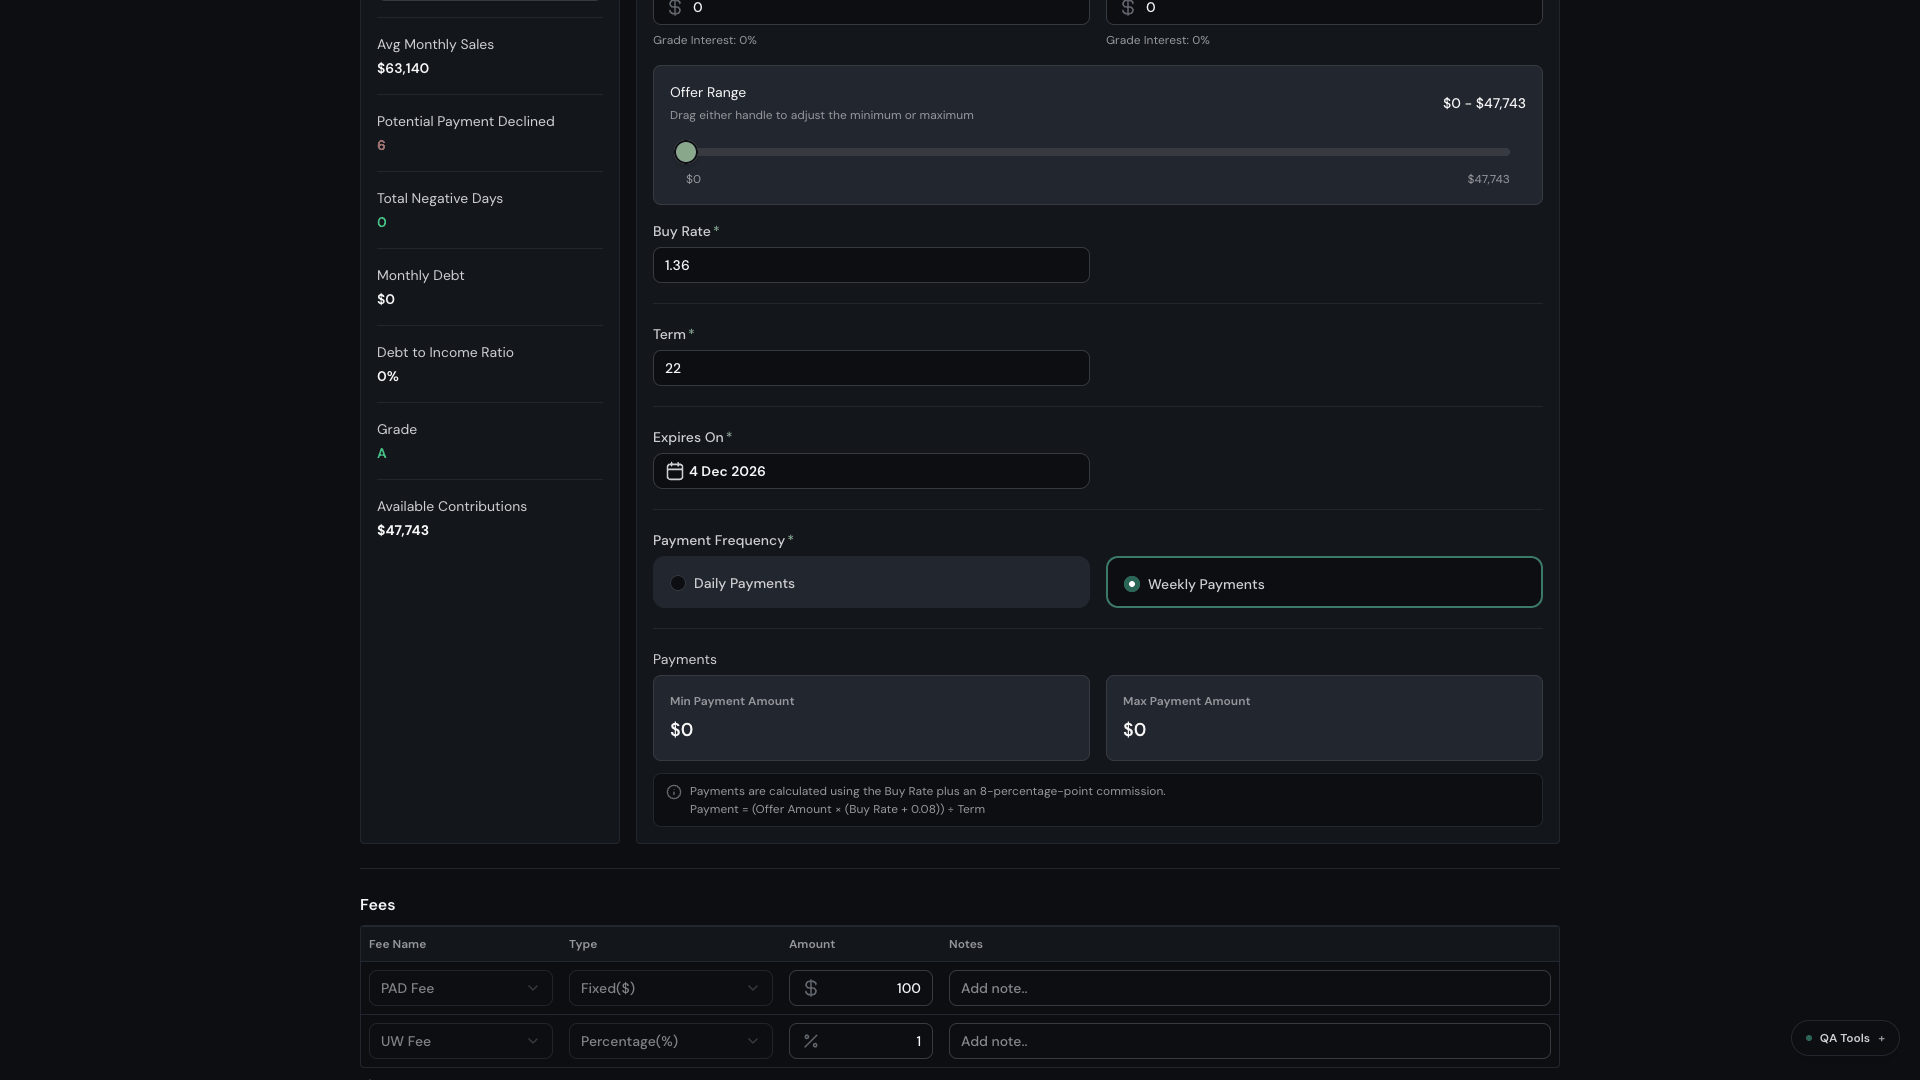 Avg Monthly Sales
$63,140
Potential Payment Declined
6
Total Negative Days
0
Monthly Debt
$0
Debt to Income Ratio
0%
Grade
A
Available Contributions
$47,743
$ 0
$ 0
Grade Interest: 0%
Grade Interest: 0%
Offer Range
Drag either handle to adjust the minimum or maximum
$0 - $47,743
$0
$47,743
Buy Rate *
1.36
Term *
22
Expires On *
4 Dec 2026
Payment Frequency *
Daily Payments
Weekly Payments
Payments
Min Payment Amount
$0
Max Payment Amount
$0
Payments are calculated using the Buy Rate plus an 8-percentage-point commission.
Payment = (Offer Amount × (Buy Rate + 0.08)) ÷ Term
Fees
Fee Name Type Amount Notes
PAD Fee Fixed($) $ 100 Add note..
UW Fee Percentage(%) % 1 Add note..
QA Tools +